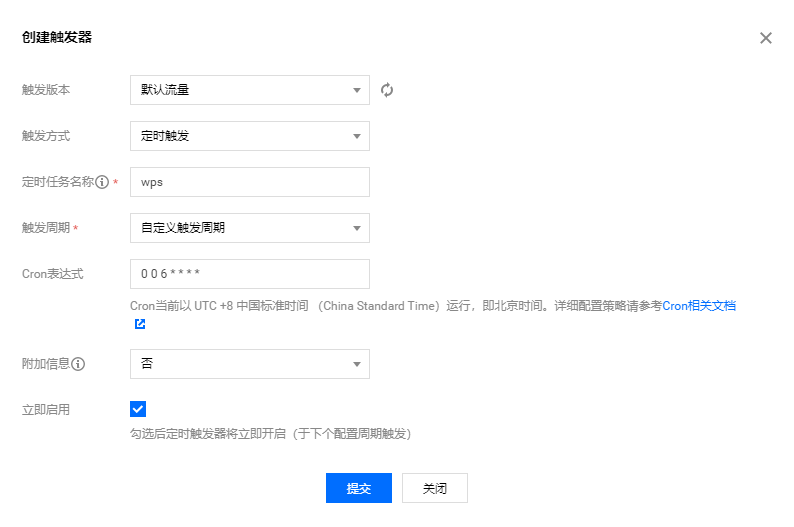 创建触发器
触发版本 默认流量
触发方式 定时触发
定时任务名称 * wps
触发周期 * 自定义触发周期
Cron表达式 0 0 6 * * * *
Cron当前以 UTC +8 中国标准时间 （China Standard Time）运行，即北京时间。详细配置策略请参考Cron相关文档
附加信息 否
立即启用
勾选后定时触发器将立即开启（于下个配置周期触发）
提交 关闭